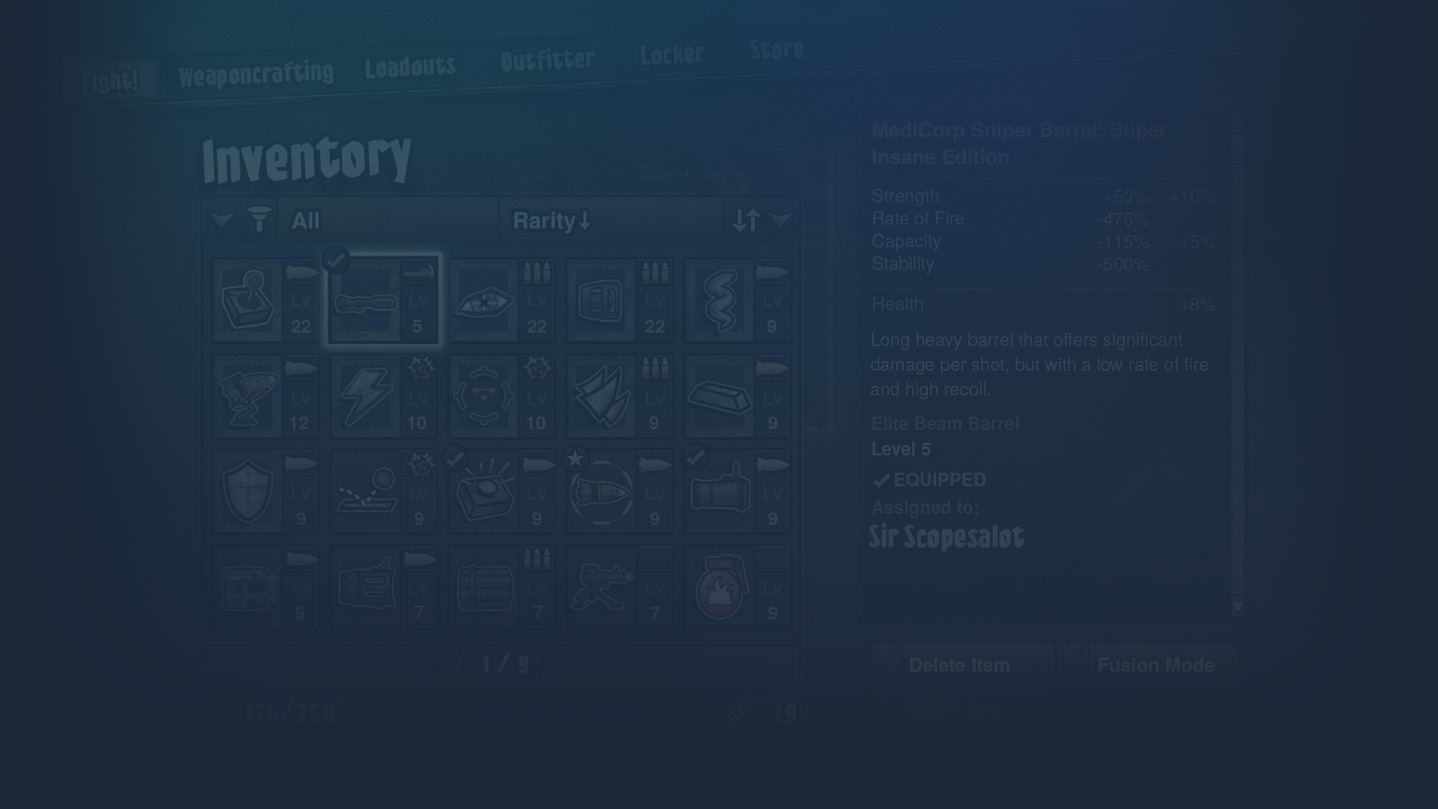 Fight! Weaponcrafting Loadouts Outfitter Locker Store
Inventory
Sort by:
All Rarity↓
Lv 22 Lv 5 Lv 22 Lv 22 Lv 9
12 10 10 9 9
Lv 9 Lv 9 Lv 9 Lv 9 Lv 9
Lv 9 Lv 7 Lv 7 Lv 7 Lv 9
1/9
176/360 19
MediCorp Sniper Barrel: Super
Insane Edition
Strength +53% +10%
Rate of Fire -475%
Capacity -115% +5%
Stability -500%
Health +8%
Long heavy barrel that offers significant
damage per shot, but with a low rate of fire
and high recoil.
Elite Beam Barrel
Level 5
EQUIPPED
Assigned to:
Sir Scopesalot
Delete Item Fusion Mode